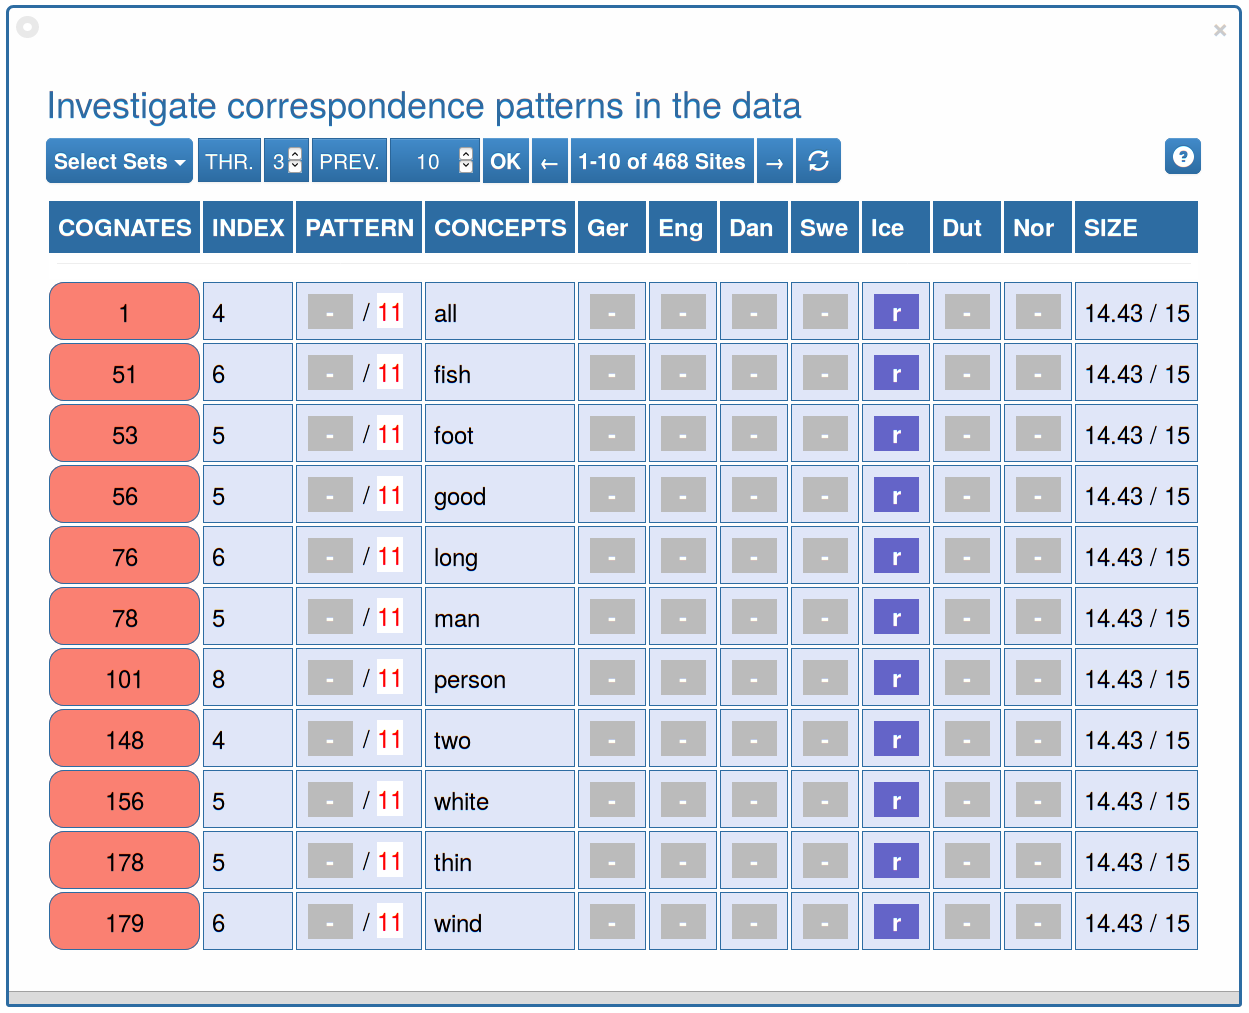 ×
Investigate correspondence patterns in the data
Select Sets THR. 3 PREV. 10 OK ← 1-10 of 468 Sites → ?
COGNATES INDEX PATTERN CONCEPTS Ger Eng Dan Swe Ice Dut Nor SIZE
1 4 - / 11 all - - - - r - - 14.43 / 15
51 6 - / 11 fish - - - - r - - 14.43 / 15
53 5 - / 11 foot - - - - r - - 14.43 / 15
56 5 - / 11 good - - - - r - - 14.43 / 15
76 6 - / 11 long - - - - r - - 14.43 / 15
78 5 - / 11 man - - - - r - - 14.43 / 15
101 8 - / 11 person - - - - r - - 14.43 / 15
148 4 - / 11 two - - - - r - - 14.43 / 15
156 5 - / 11 white - - - - r - - 14.43 / 15
178 5 - / 11 thin - - - - r - - 14.43 / 15
179 6 - / 11 wind - - - - r - - 14.43 / 15